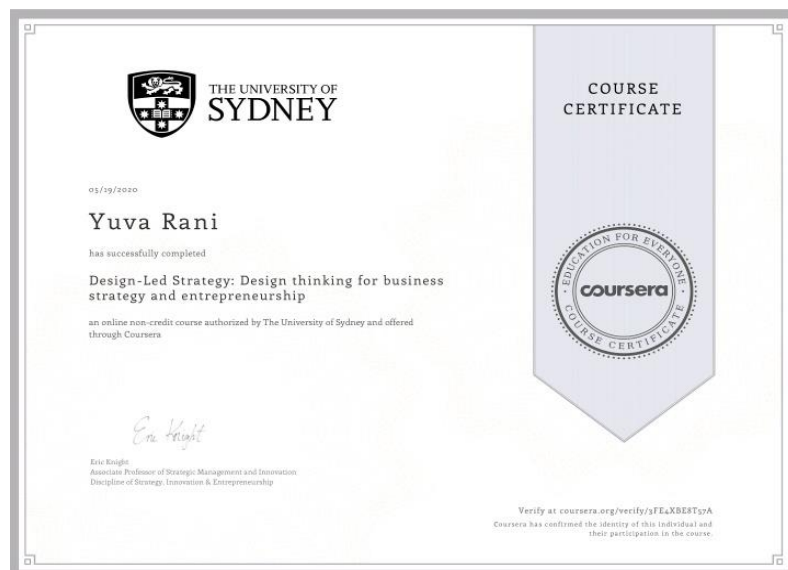 THE UNIVERSITY OF
SYDNEY
COURSE
CERTIFICATE
05/19/2020
Yuva Rani
has successfully completed
Design-Led Strategy: Design thinking for business
strategy and entrepreneurship
an online non-credit course authorized by The University of Sydney and offered
through Coursera
EDUCATION FOR EVERYONE
coursera
COURSE CERTIFICATE
Eric Knight
Eric Knight
Associate Professor of Strategic Management and Innovation
Discipline of Strategy, Innovation & Entrepreneurship
Verify at coursera.org/verify/3FE4XBE8T57A
Coursera has confirmed the identity of this individual and
their participation in the course.